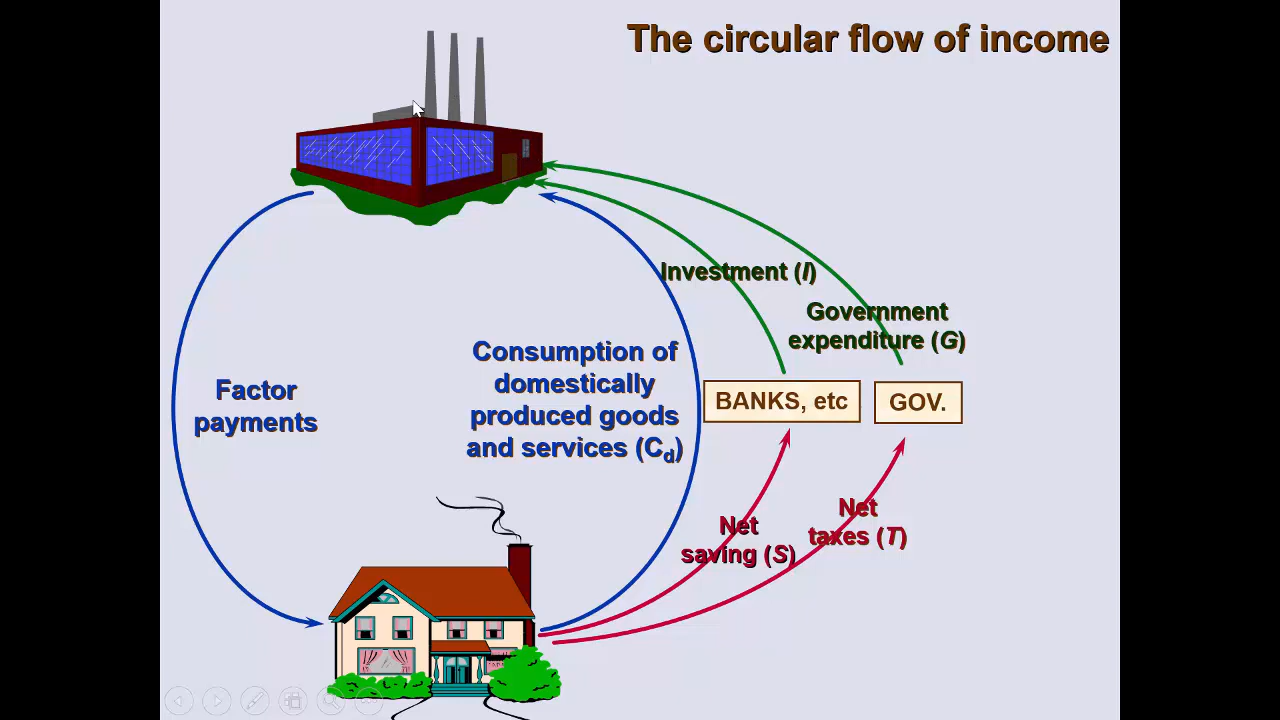 The circular flow of income
Investment (I)
Government
expenditure (G)
Consumption of
domestically
produced goods
and services (Cd)
Factor
payments
BANKS, etc
GOV.
Net
saving (S)
Net
taxes (T)